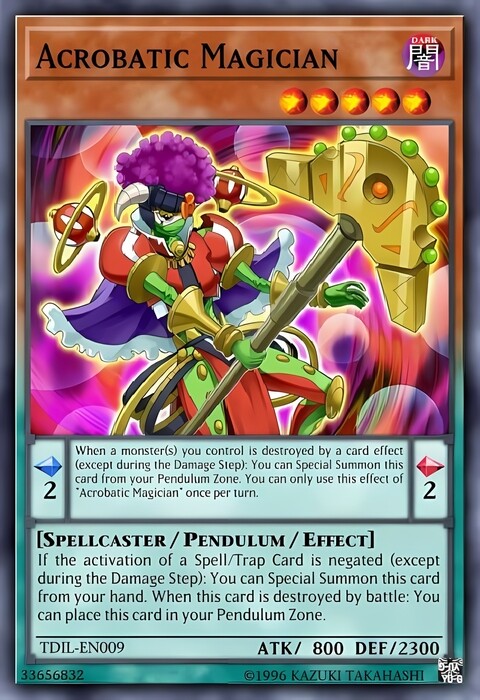 ACROBATIC MAGICIAN
DARK
闇
When a monster(s) you control is destroyed by a card effect
(except during the Damage Step): You can Special Summon this
card from your Pendulum Zone. You can only use this effect of
"Acrobatic Magician" once per turn.
2
2
[SPELLCASTER / PENDULUM / EFFECT]
If the activation of a Spell/Trap Card is negated (except
during the Damage Step): You can Special Summon this card
from your hand. When this card is destroyed by battle: You
can place this card in your Pendulum Zone.
TDIL-EN009
ATK/ 800 DEF/2300
33656832
©1996 KAZUKI TAKAHASHI